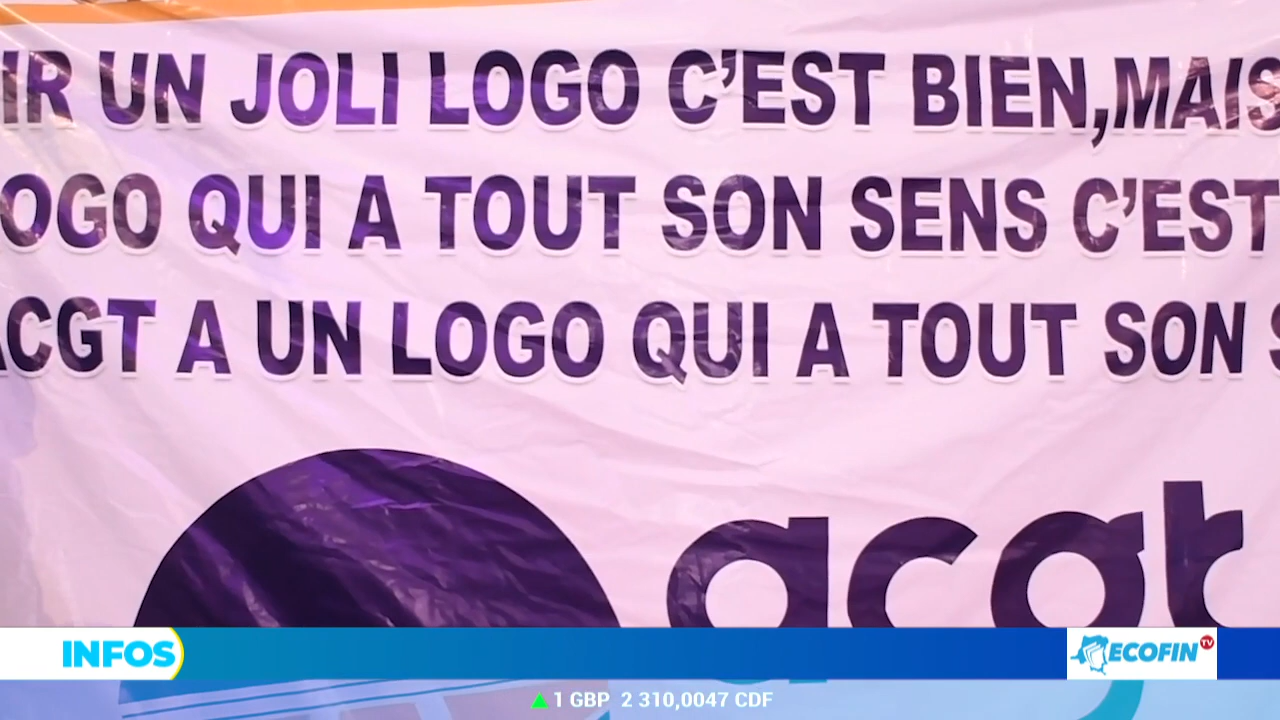 IR UN JOLI LOGO C'EST BIEN,MAIS
OGO QUI A TOUT SON SENS C'EST
ACGT A UN LOGO QUI A TOUT SON S
acgt
INFOS
ECOFIN TV
1 GBP 2 310,0047 CDF